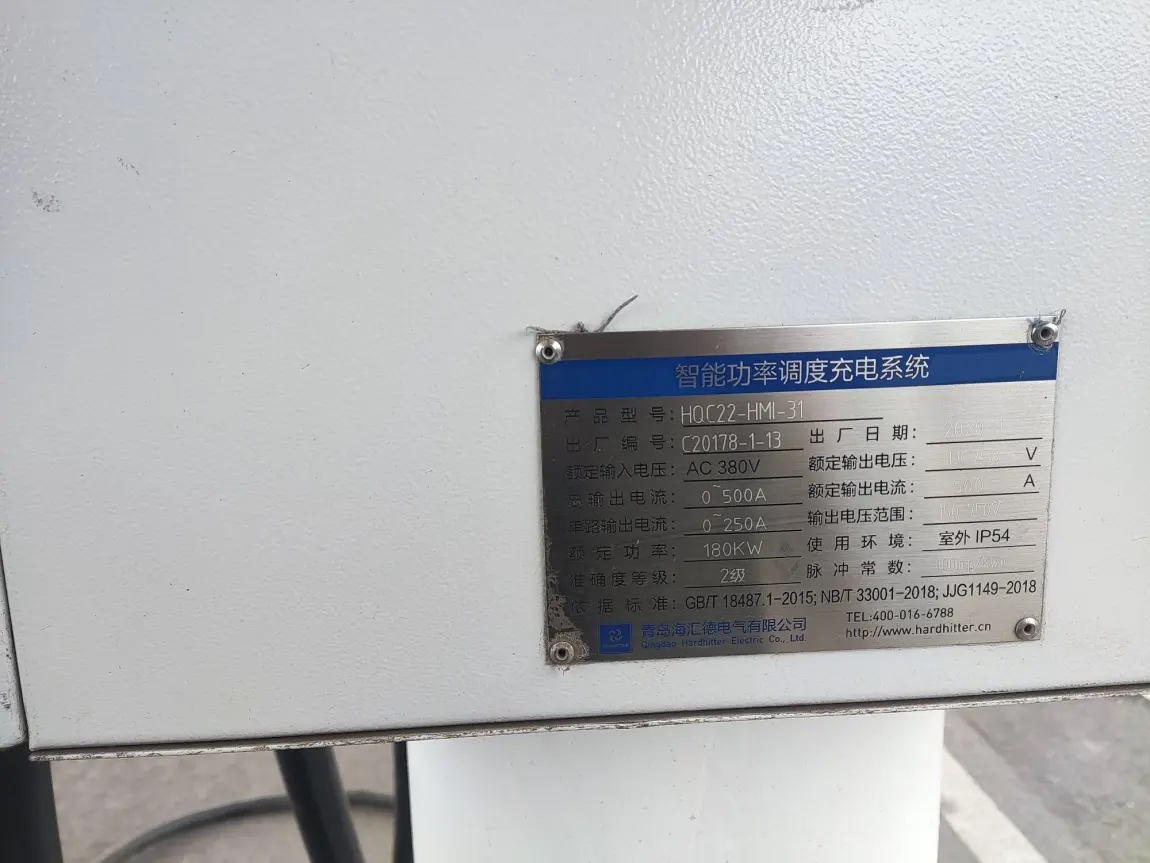 智能功率调度充电系统
产品型号: HQC22-HMI-31
出厂编号: C20178-1-13 出厂日期:
额定输入电压: AC 380V 额定输出电压: V
总输出电流: 0~500A 额定输出电流: A
单路输出电流: 0~250A 输出电压范围:
额定功率: 180KW 使用环境: 室外 IP54
准确度等级: 2级 脉冲常数:
依据标准: GB/T 18487.1-2015; NB/T 33001-2018; JJG1149-2018
青岛海汇德电气有限公司 TEL:400-016-6788
Qingdao Hardhitter Electric Co., Ltd. http://www.hardhitter.cn